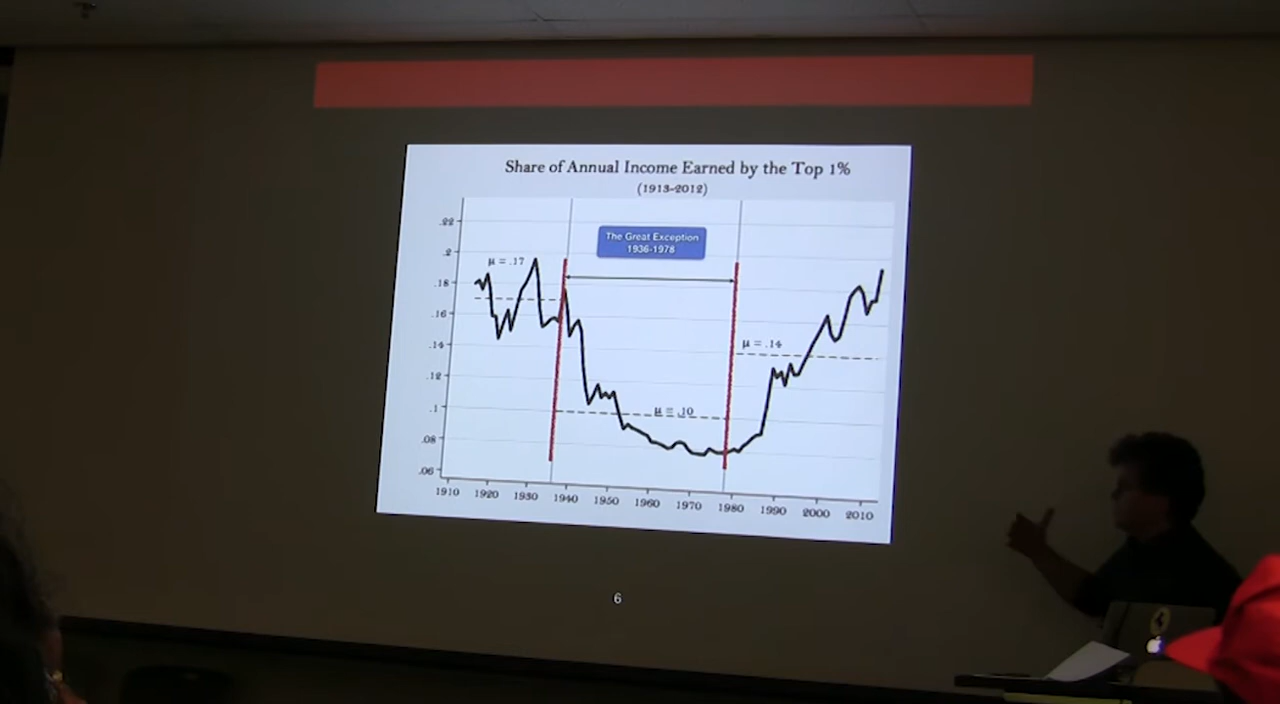 Share of Annual Income Earned by the Top 1%
(1913-2012)
The Great Exception
1936-1978
.22
.2
.18
.16
.14
.12
.1
.08
.06
μ = .17
μ = .14
μ = .10
1910 1920 1930 1940 1950 1960 1970 1980 1990 2000 2010
6